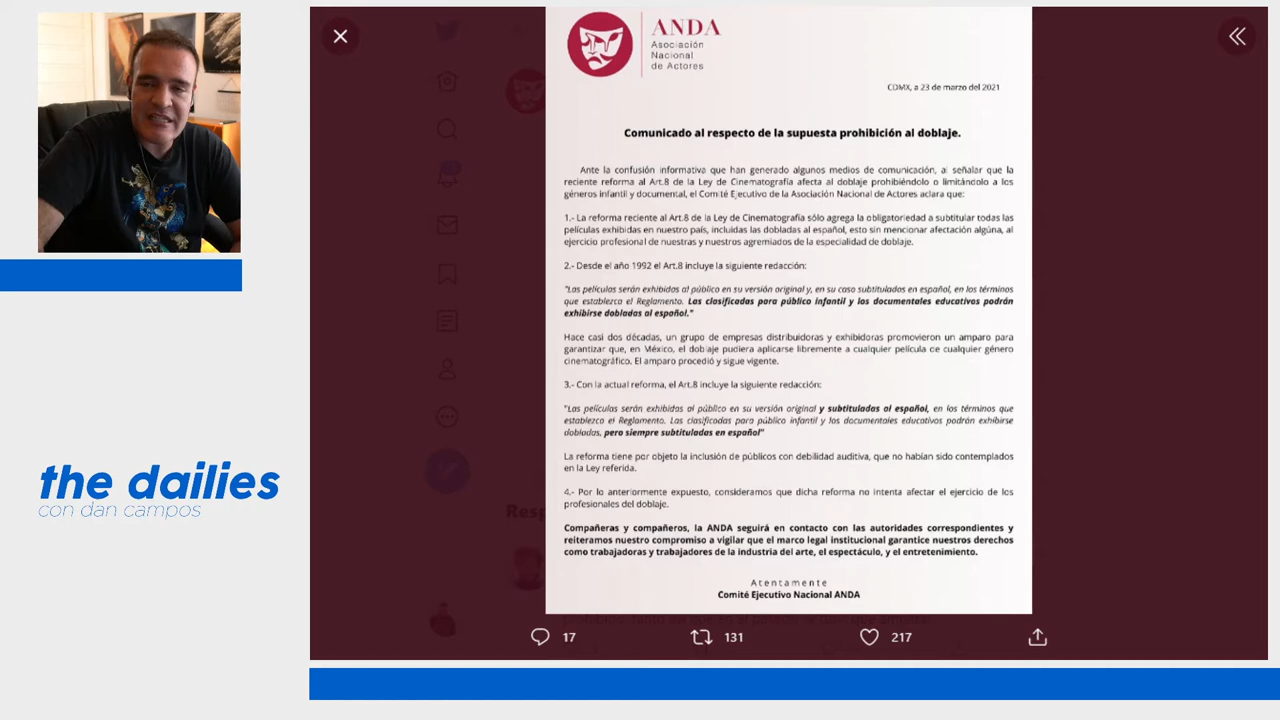 ANDA
Asociación
Nacional
de Actores
CDMX, a 23 de marzo del 2021
Comunicado al respecto de la supuesta prohibición al doblaje.
Ante la confusión informativa que han generado algunos medios de comunicación, al señalar que la
reciente reforma al Art.8 de la Ley de Cinematografía afecta al doblaje prohibiéndolo o limitándolo a los
géneros infantil y documental, el Comité Ejecutivo de la Asociación Nacional de Actores aclara que:
1.- La reforma reciente al Art.8 de la Ley de Cinematografía sólo agrega la obligatoriedad a subtitular todas las
películas exhibidas en nuestro país, incluidas las dobladas al español, esto sin mencionar afectación algúna, al
ejercicio profesional de nuestras y nuestros agremiados de la especialidad de doblaje.
2.- Desde el año 1992 el Art.8 incluye la siguiente redacción:
"Las películas serán exhibidas al público en su versión original y, en su caso subtitulados en español, en los términos
que establezca el Reglamento. Las clasificadas para público infantil y los documentales educativos podrán
exhibirse dobladas al español."
Hace casi dos décadas, un grupo de empresas distribuidoras y exhibidoras promovieron un amparo para
garantizar que, en México, el doblaje pudiera aplicarse libremente a cualquier película de cualquier género
cinematográfico. El amparo procedió y sigue vigente.
3.- Con la actual reforma, el Art.8 incluye la siguiente redacción:
"Las películas serán exhibidas al público en su versión original y subtituladas al español, en los términos que
establezca el Reglamento. Las clasificadas para público infantil y los documentales educativos podrán exhibirse
dobladas, pero siempre subtituladas en español"
La reforma tiene por objeto la inclusión de públicos con debilidad auditiva, que no habían sido contemplados
en la Ley referida.
4.- Por lo anteriormente expuesto, consideramos que dicha reforma no intenta afectar el ejercicio de los
profesionales del doblaje.
Compañeras y compañeros, la ANDA seguirá en contacto con las autoridades correspondientes y
reiteramos nuestro compromiso a vigilar que el marco legal institucional garantice nuestros derechos
como trabajadoras y trabajadores de la industria del arte, el espectáculo, y el entretenimiento.
Atentamente
Comité Ejecutivo Nacional ANDA
17
131
217
the dailies
con dan campos